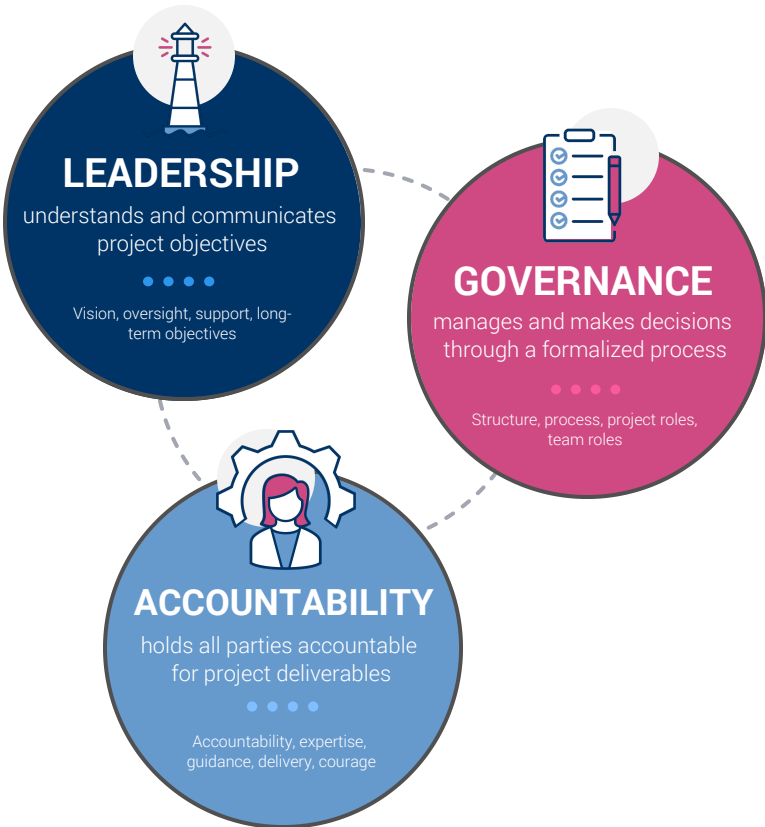 LEADERSHIP
understands and communicates
project objectives
Vision, oversight, support, long-
term objectives
GOVERNANCE
manages and makes decisions
through a formalized process
Structure, process, project roles,
team roles
ACCOUNTABILITY
holds all parties accountable
for project deliverables
Accountability, expertise,
guidance, delivery, courage